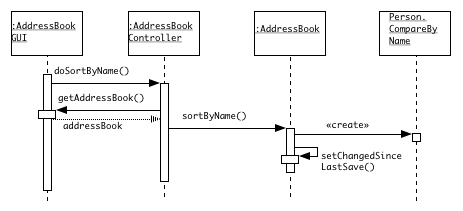 :AddressBook
GUI
:AddressBook
Controller
:AddressBook
Person.
CompareBy
Name
doSortByName()
getAddressBook()
addressBook
sortByName()
«create»
setChangedSince
LastSave()